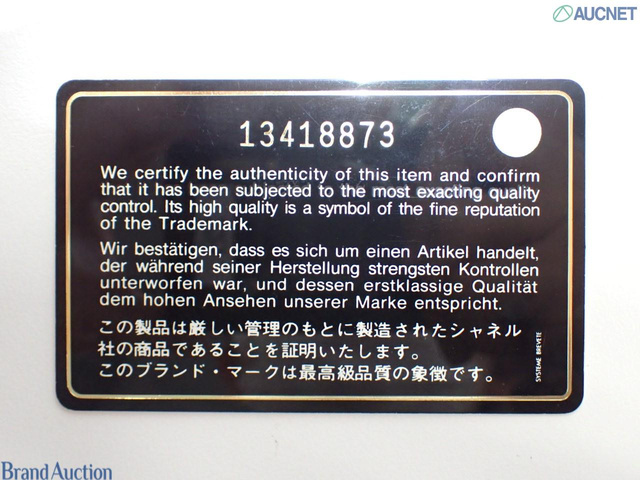 AUCNET
13418873
We certify the authenticity of this item and confirm
that it has been subjected to the most exacting quality
control. Its high quality is a symbol of the fine reputation
of the Trademark.
Wir bestätigen, dass es sich um einen Artikel handelt,
der während seiner Herstellung strengsten Kontrollen
unterworfen war, und dessen erstklassige Qualität
dem hohen Ansehen unserer Marke entspricht.
この製品は厳しい管理のもとに製造されたシャネル
社の商品であることを証明いたします。
このブランド・マークは最高級品質の象徴です。
SYSTEME BREVETE
Brand Auction